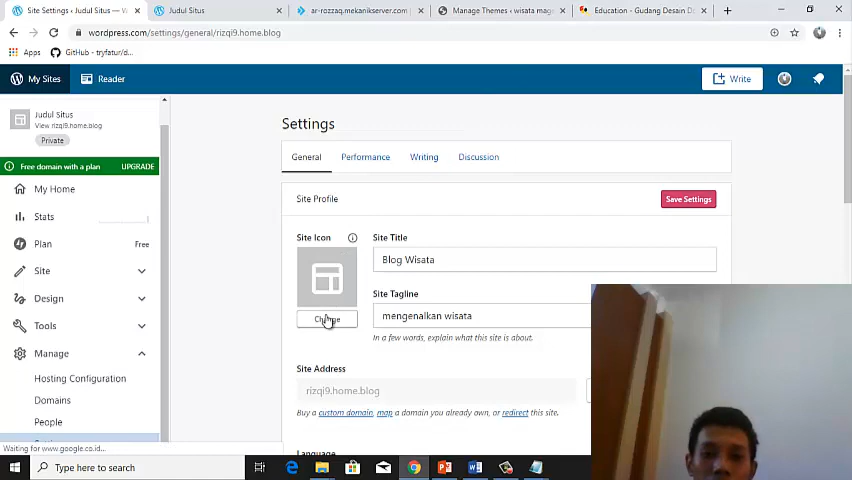 Site Settings ‹ Judul Situs — W
Judul Situs
ar-rozzaq.mekanikserver.com
Manage Themes ‹ wisata mag
Education - Gudang Desain D
wordpress.com/settings/general/rizqi9.home.blog
Apps
GitHub - tryfatur/d...
My Sites
Reader
Write
Judul Situs
View rizqi9.home.blog
Private
Free domain with a plan
UPGRADE
My Home
Stats
Plan
Free
Site
Design
Tools
Manage
Hosting Configuration
Domains
People
Settings
General
Performance
Writing
Discussion
Site Profile
Save Settings
Site Icon
Change
Site Title
Blog Wisata
Site Tagline
mengenalkan wisata
In a few words, explain what this site is about.
Site Address
rizqi9.home.blog
Buy a custom domain, map a domain you already own, or redirect this site.
Language
Waiting for www.google.co.id...
Type here to search